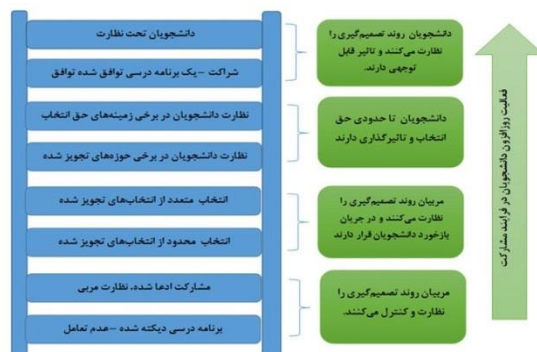 دانشجویان تحت نظارت
شراکت – یک برنامه درسی توافق شده توافق
نظارت دانشجویان در برخی زمینه‌های حق انتخاب
نظارت دانشجویان در برخی حوزه‌های تجویز شده
انتخاب متعدد از انتخاب‌های تجویز شده
انتخاب محدود از انتخاب‌های تجویز شده
مشارکت ادعا شده، نظارت مربی
برنامه درسی دیکته شده – عدم تعامل
دانشجویان روند تصمیم‌گیری را
نظارت می‌کنند و تاثیر قابل
توجهی دارند.
دانشجویان تا حدودی حق
انتخاب و تاثیرگذاری دارند
مربیان روند تصمیم‌گیری را
نظارت می‌کنند و در جریان
بازخورد دانشجویان قرار دارند
مربیان روند تصمیم‌گیری را
نظارت و کنترل می‌کنند.
فعالیت روزافزون دانشجویان در فرایند مشارکت